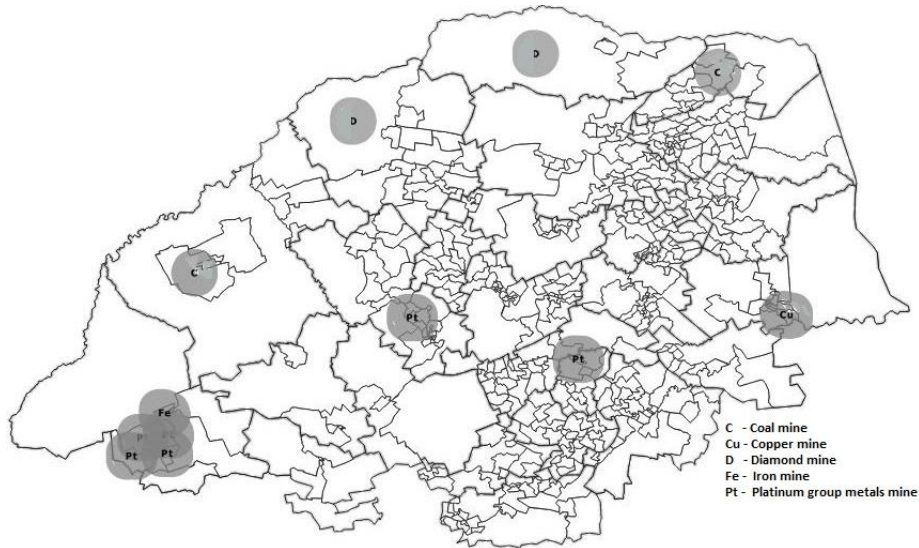 D
C
D
C
Pt
Cu
Pt
Fe
Pt
Pt
C - Coal mine
Cu - Copper mine
D - Diamond mine
Fe - Iron mine
Pt - Platinum group metals mine